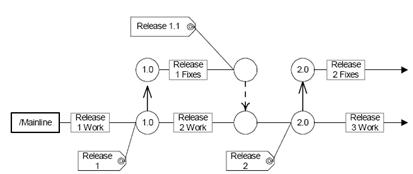 Release 1.1
1.0
Release
1 Fixes
2.0
Release
2 Fixes
/Mainline
Release
1 Work
1.0
Release
2 Work
2.0
Release
3 Work
Release
1
Release
2